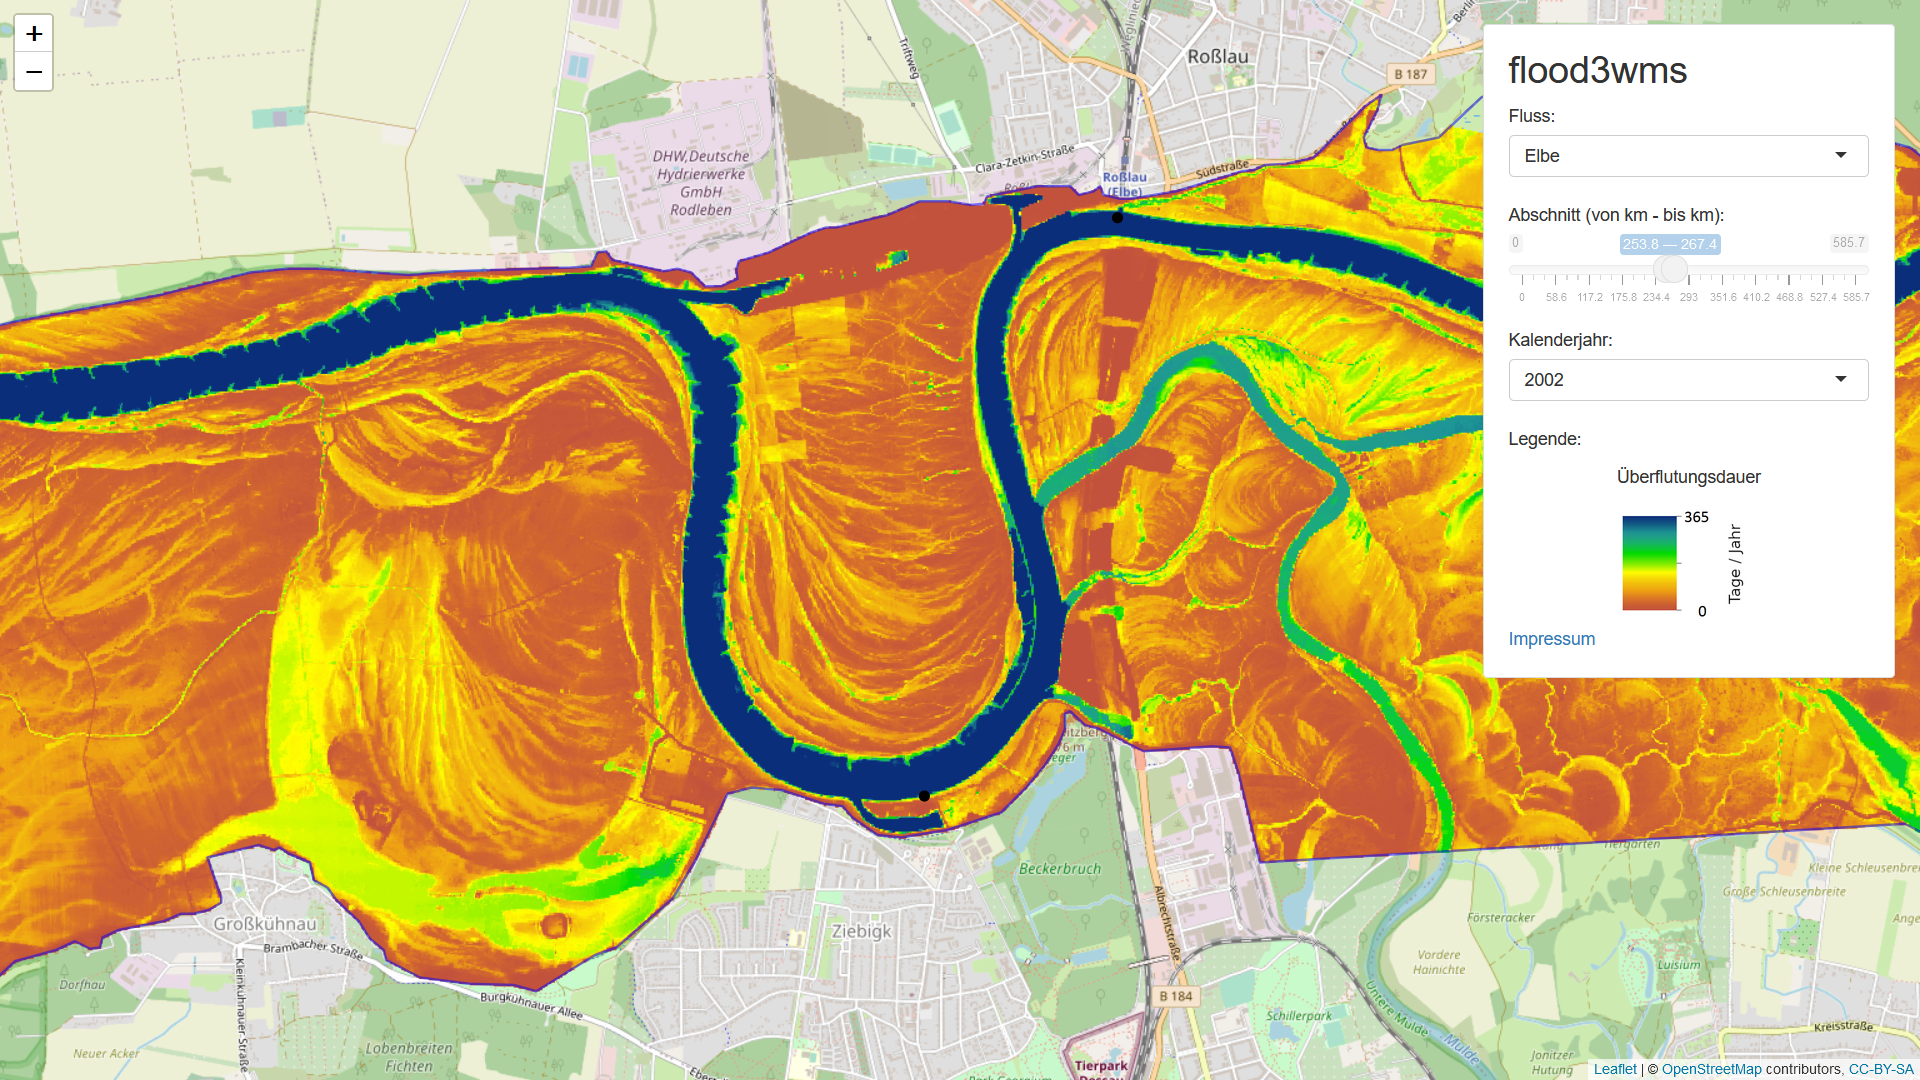 +
−
Triftweg
Weglinie
Roßlau
Berlin
B 187
DHW,Deutsche
Hydrierwerke
GmbH
Rodleben
Clara-Zetkin-Straße
Südstraße
Roßlau
(Elbe)
flood3wms
Fluss:
Elbe
Abschnitt (von km - bis km):
0
253.8 — 267.4
585.7
0 58.6 117.2 175.8 234.4 293 351.6 410.2 468.8 527.4 585.7
Kalenderjahr:
2002
Legende:
Überflutungsdauer
365
Tage / Jahr
0
Impressum
Großkühnau
Brambacher Straße
Kleinkühnauer Straße
Dorfhau
Burgkühnauer Allee
Neuer Acker
Lobenbreiten
Fichten
Ziebigk
Beckerbruch
Albrechtstraße
B 184
Schillerpark
Tierpark
Dessau
Tiergarten
Kleine Schleusenbreite
Große Schleusenbreite
Försteracker
Vordere
Hainichte
Luisium
Untere Mulde
Mulde
Kreisstraße
Jonitzer
Hutung
Leaflet | © OpenStreetMap contributors, CC-BY-SA